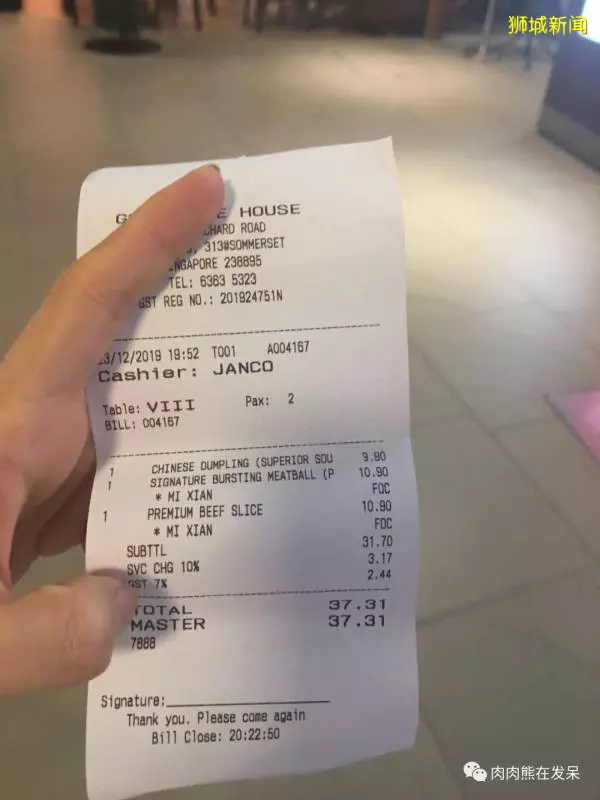 狮城新闻
HOUSE
CHARD ROAD
313#SOMMERSET
NGAPORE 238895
TEL: 6363 5323
GST REG NO.: 201924751N
3/12/2019 19:52 T001 A004167
Cashier: JANCO
Table: VIII Pax: 2
BILL: 004167
1 CHINESE DUMPLING (SUPERIOR SOU 9.90
1 SIGNATURE BURSTING MEATBALL (P 10.90
* MI XIAN FOC
1 PREMIUM BEEF SLICE 10.90
* MI XIAN FOC
SUBTTL 31.70
SVC CHG 10% 3.17
GST 7% 2.44
TOTAL 37.31
MASTER 37.31
7888
Signature:
Thank you. Please come again
Bill Close: 20:22:50
肉肉熊在发呆